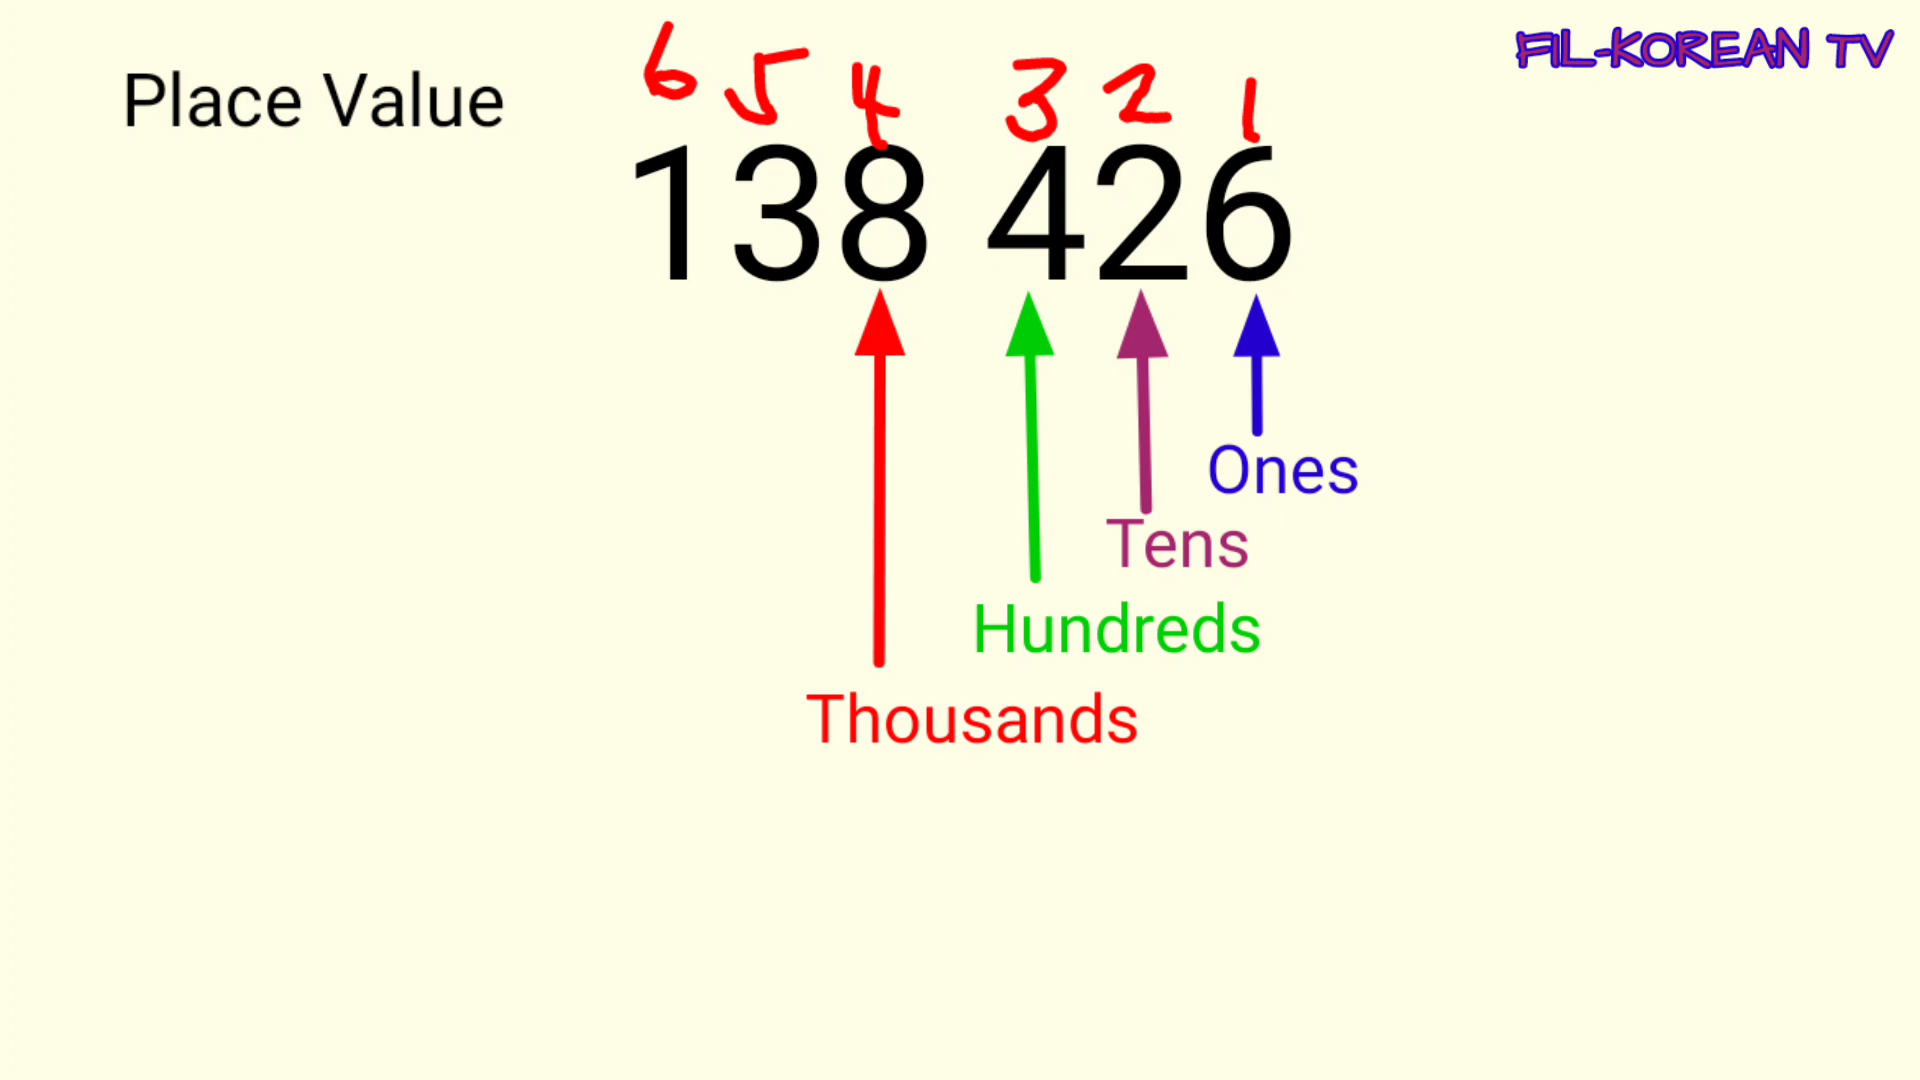 FIL-KOREAN TV
Place Value
6 5 4 3 2 1
138 426
Ones
Tens
Hundreds
Thousands